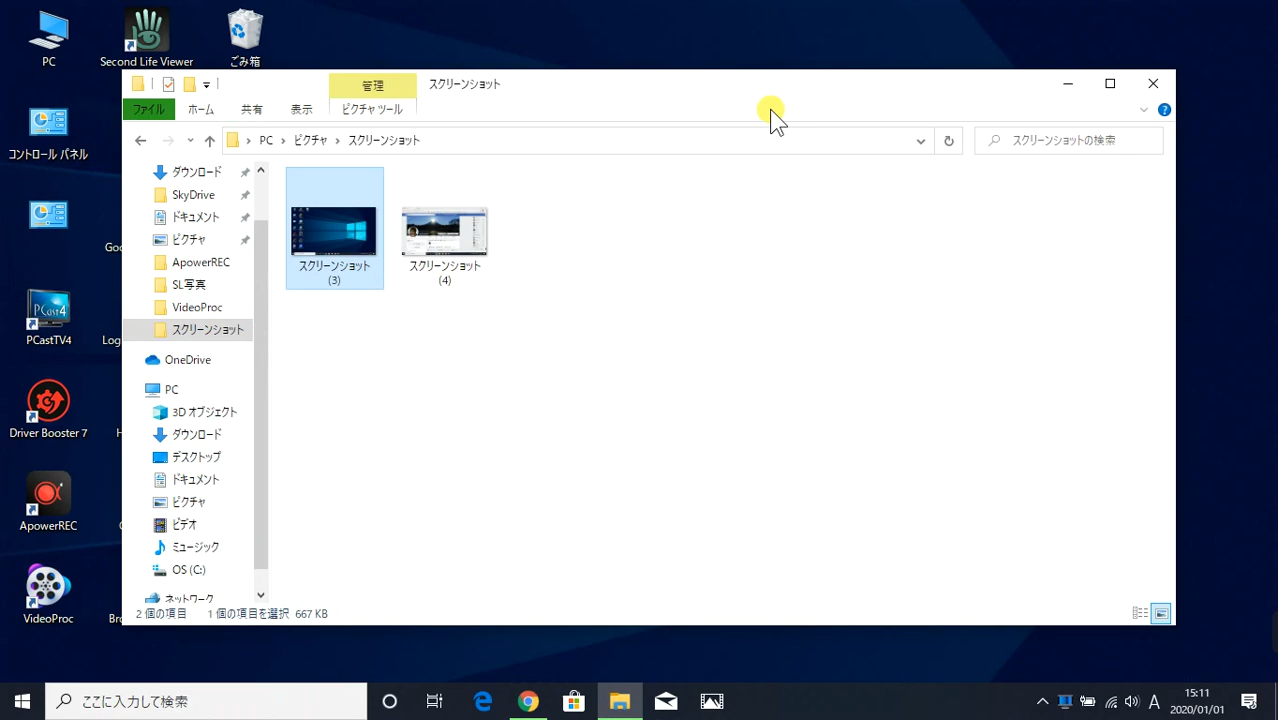 PC
Second Life Viewer
ごみ箱
コントロール パネル
Goo
PCast4
PCastTV4
Log
Driver Booster 7
ApowerREC
VideoProc
Bro
管理
スクリーンショット
ファイル
ホーム
共有
表示
ピクチャ ツール
PC › ピクチャ › スクリーンショット
スクリーンショットの検索
ダウンロード
SkyDrive
ドキュメント
ピクチャ
ApowerREC
SL写真
VideoProc
スクリーンショット
OneDrive
PC
3D オブジェクト
ダウンロード
デスクトップ
ドキュメント
ピクチャ
ビデオ
ミュージック
OS (C:)
ネットワーク
スクリーンショット
(3)
スクリーンショット
(4)
2 個の項目
1 個の項目を選択 667 KB
ここに入力して検索
A
15:11
2020/01/01